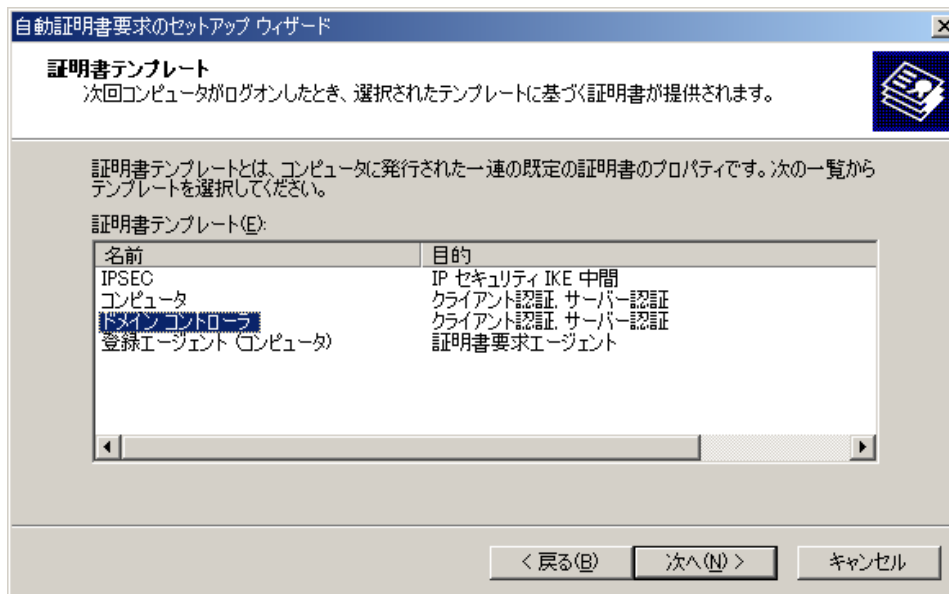 自動証明書要求のセットアップ ウィザード
証明書テンプレート
次回コンピュータがログオンしたとき、選択されたテンプレートに基づく証明書が提供されます。
証明書テンプレートとは、コンピュータに発行された一連の既定の証明書のプロパティです。次の一覧から
テンプレートを選択してください。
証明書テンプレート(E):
名前 目的
IPSEC IP セキュリティ IKE 中間
コンピュータ クライアント認証, サーバー認証
ドメイン コントローラ クライアント認証, サーバー認証
登録エージェント (コンピュータ) 証明書要求エージェント
< 戻る(B) 次へ(N) > キャンセル